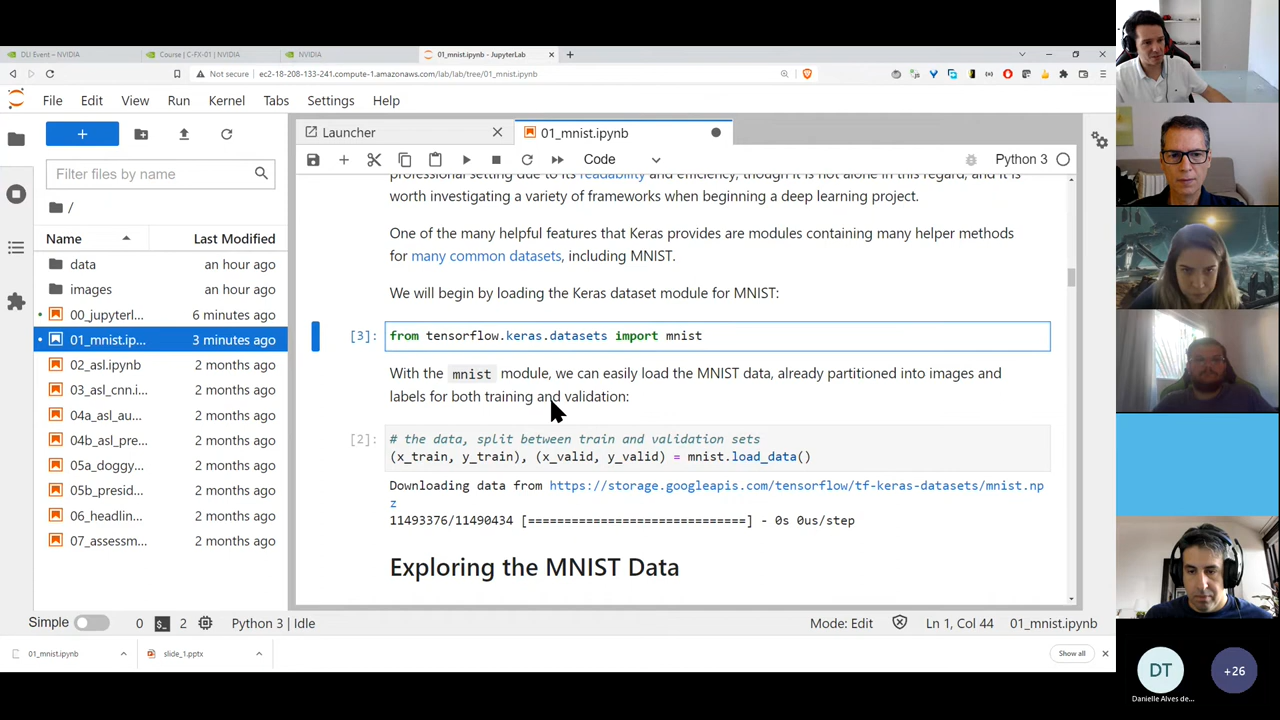 DLI Event – NVIDIA
Course | C-FX-01 | NVIDIA
NVIDIA
01_mnist.ipynb - JupyterLab
Not secure
ec2-18-208-133-241.compute-1.amazonaws.com/lab/lab/tree/01_mnist.ipynb
File Edit View Run Kernel Tabs Settings Help
Launcher
01_mnist.ipynb
Code
Python 3
Filter files by name
/
Name Last Modified
data an hour ago
images an hour ago
00_jupyterl... 6 minutes ago
01_mnist.ip... 3 minutes ago
02_asl.ipynb 2 months ago
03_asl_cnn.i... 2 months ago
04a_asl_au... 2 months ago
04b_asl_pre... 2 months ago
05a_doggy... 2 months ago
05b_presid... 2 months ago
06_headlin... 2 months ago
07_assessm... 2 months ago
professional setting due to its readability and efficiency, though it is not alone in this regard, and it is
worth investigating a variety of frameworks when beginning a deep learning project.
One of the many helpful features that Keras provides are modules containing many helper methods
for many common datasets, including MNIST.
We will begin by loading the Keras dataset module for MNIST:
[3]: from tensorflow.keras.datasets import mnist
With the mnist module, we can easily load the MNIST data, already partitioned into images and
labels for both training and validation:
[2]: # the data, split between train and validation sets
(x_train, y_train), (x_valid, y_valid) = mnist.load_data()
Downloading data from https://storage.googleapis.com/tensorflow/tf-keras-datasets/mnist.np
z
11493376/11490434 [==============================] - 0s 0us/step
Exploring the MNIST Data
Simple 0 2 Python 3 | Idle
Mode: Edit Ln 1, Col 44 01_mnist.ipynb
01_mnist.ipynb
slide_1.pptx
Show all
DT
+26
Danielle Alves de...